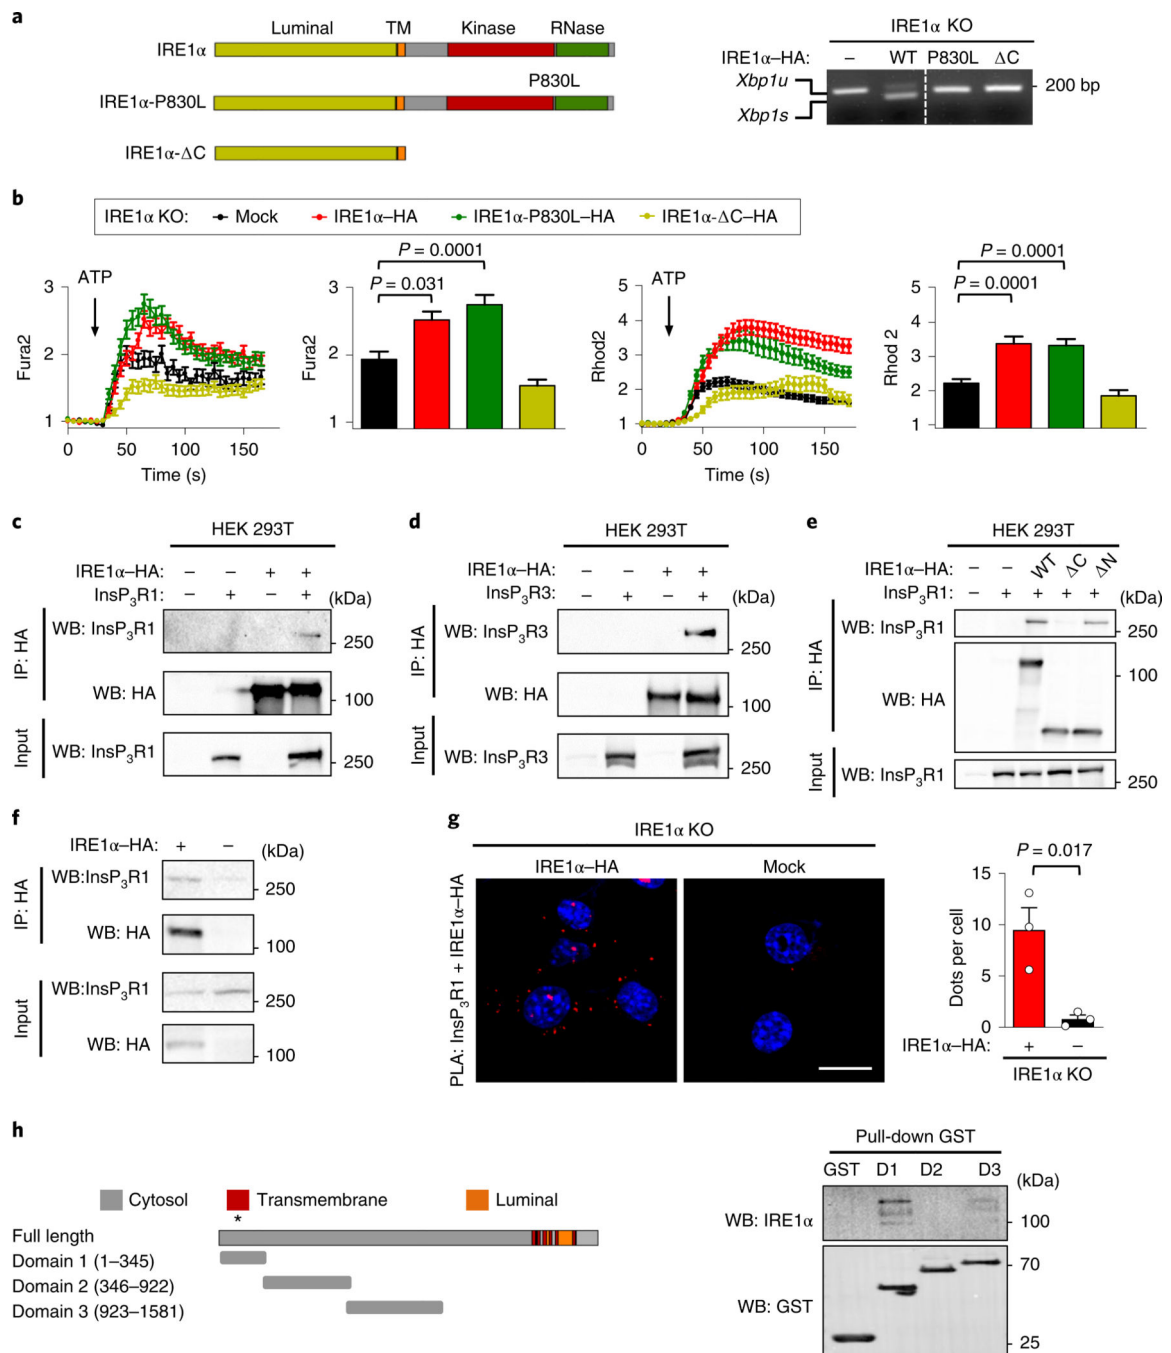 a
Luminal TM Kinase RNase
IRE1α
P830L
IRE1α-P830L
IRE1α-ΔC
IRE1α KO
IRE1α–HA: – WT P830L ΔC
Xbp1u
200 bp
Xbp1s
b
IRE1α KO: Mock IRE1α–HA IRE1α-P830L–HA IRE1α-ΔC–HA
ATP
Fura2
3
2
1
0 50 100 150
Time (s)
P = 0.0001
P = 0.031
Fura2
3
2
1
ATP
Rhod2
5
4
3
2
1
0 50 100 150
Time (s)
P = 0.0001
P = 0.0001
Rhod 2
5
4
3
2
1
c
HEK 293T
IRE1α–HA: – – + +
InsP3R1: – + – + (kDa)
IP: HA
WB: InsP3R1
250
WB: HA
100
Input
WB: InsP3R1
250
d
HEK 293T
IRE1α–HA: – – + +
InsP3R3: – + – + (kDa)
IP: HA
WB: InsP3R3
250
WB: HA
100
Input
WB: InsP3R3
250
e
HEK 293T
IRE1α–HA: – – WT ΔC ΔN
InsP3R1: – + + + + (kDa)
IP: HA
WB: InsP3R1
250
100
WB: HA
Input
WB: InsP3R1
250
f
IRE1α–HA: + – (kDa)
IP: HA
WB:InsP3R1
250
WB: HA
100
Input
WB:InsP3R1
250
WB: HA
100
g
IRE1α KO
IRE1α–HA Mock
PLA: InsP3R1 + IRE1α–HA
P = 0.017
Dots per cell
15
10
5
0
IRE1α–HA: + –
IRE1α KO
h
Cytosol Transmembrane Luminal
*
Full length
Domain 1 (1–345)
Domain 2 (346–922)
Domain 3 (923–1581)
Pull-down GST
GST D1 D2 D3 (kDa)
WB: IRE1α
100
70
WB: GST
25